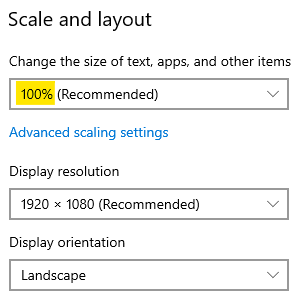 Scale and layout
Change the size of text, apps, and other items
100% (Recommended)
Advanced scaling settings
Display resolution
1920 × 1080 (Recommended)
Display orientation
Landscape